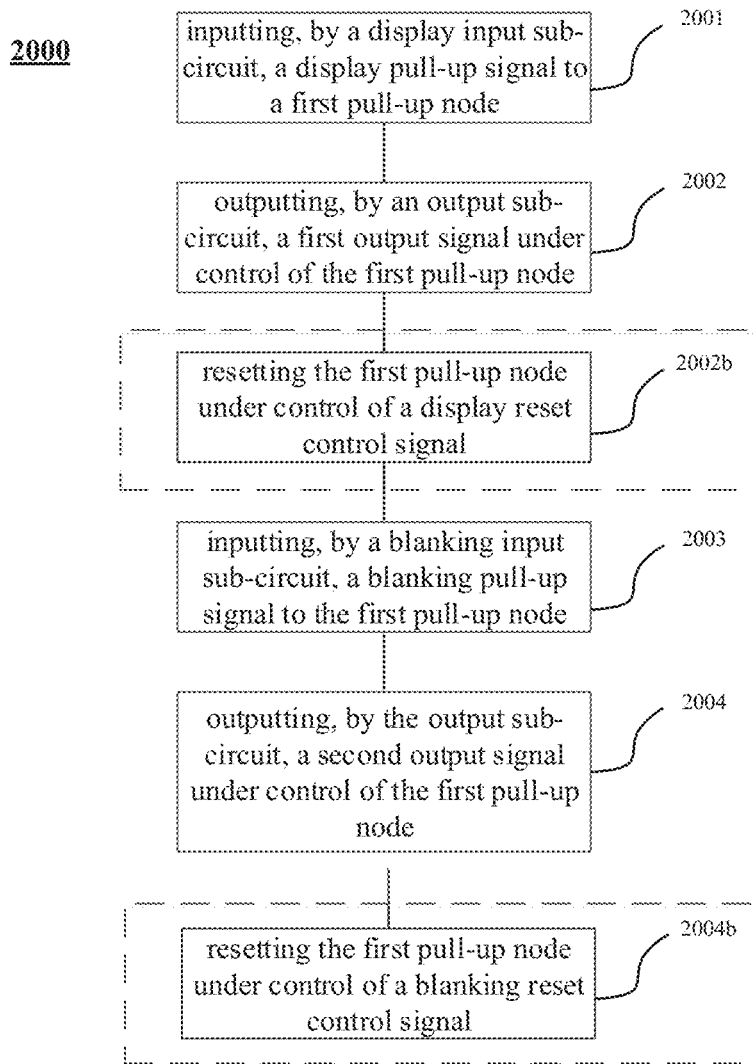 2000
inputting, by a display input sub-
circuit, a display pull-up signal to
a first pull-up node
2001
outputting, by an output sub-
circuit, a first output signal under
control of the first pull-up node
2002
resetting the first pull-up node
under control of a display reset
control signal
2002b
inputting, by a blanking input
sub-circuit, a blanking pull-up
signal to the first pull-up node
2003
outputting, by the output sub-
circuit, a second output signal
under control of the first pull-up
node
2004
resetting the first pull-up node
under control of a blanking reset
control signal
2004b